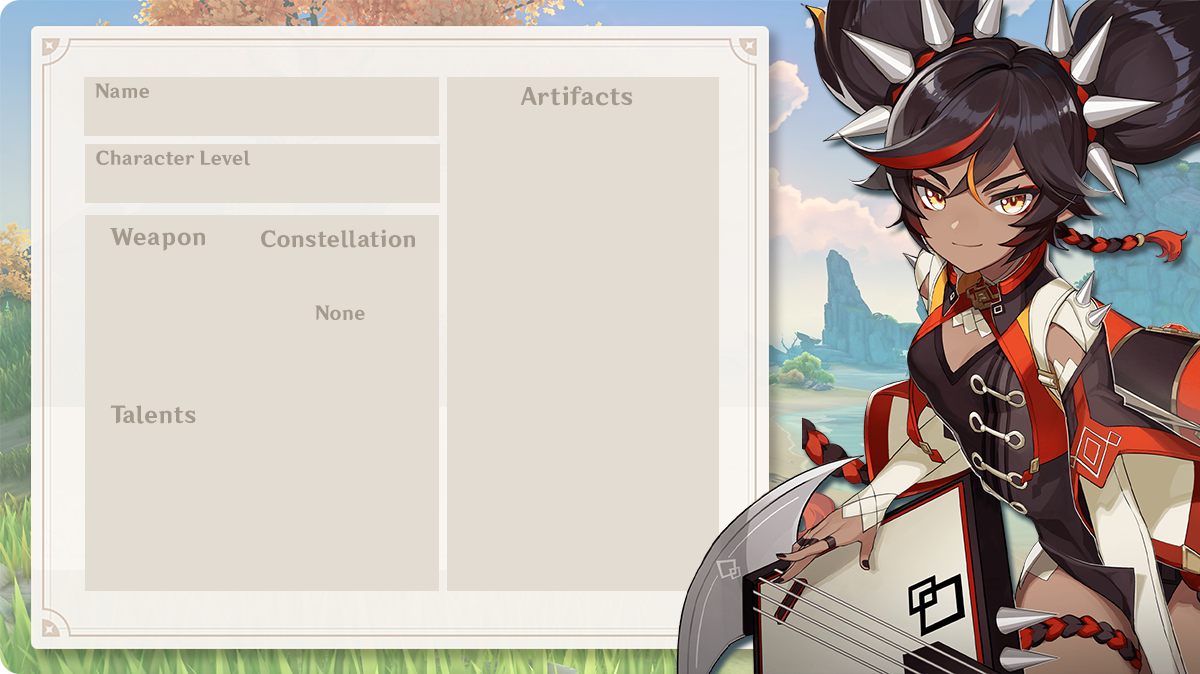 Name
Character Level
Weapon
Constellation
None
Talents
Artifacts